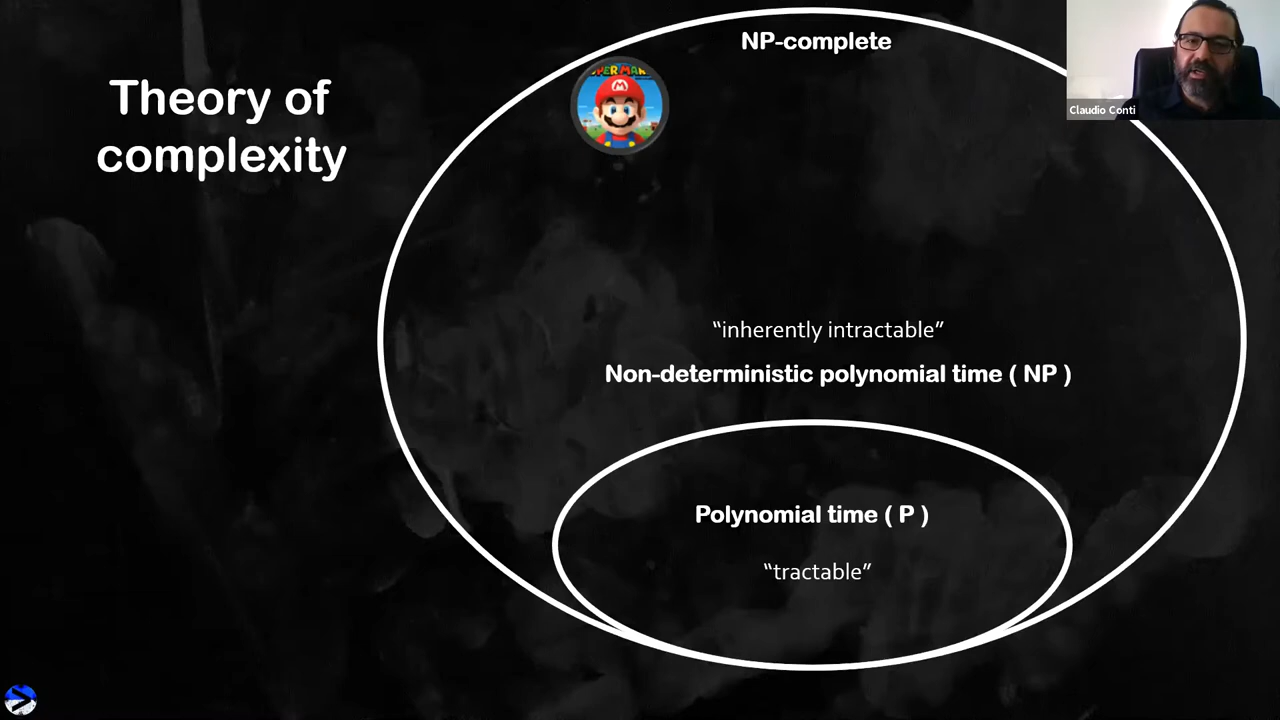 Theory of
complexity
NP-complete
Claudio Conti
"inherently intractable"
Non-deterministic polynomial time ( NP )
Polynomial time ( P )
"tractable"